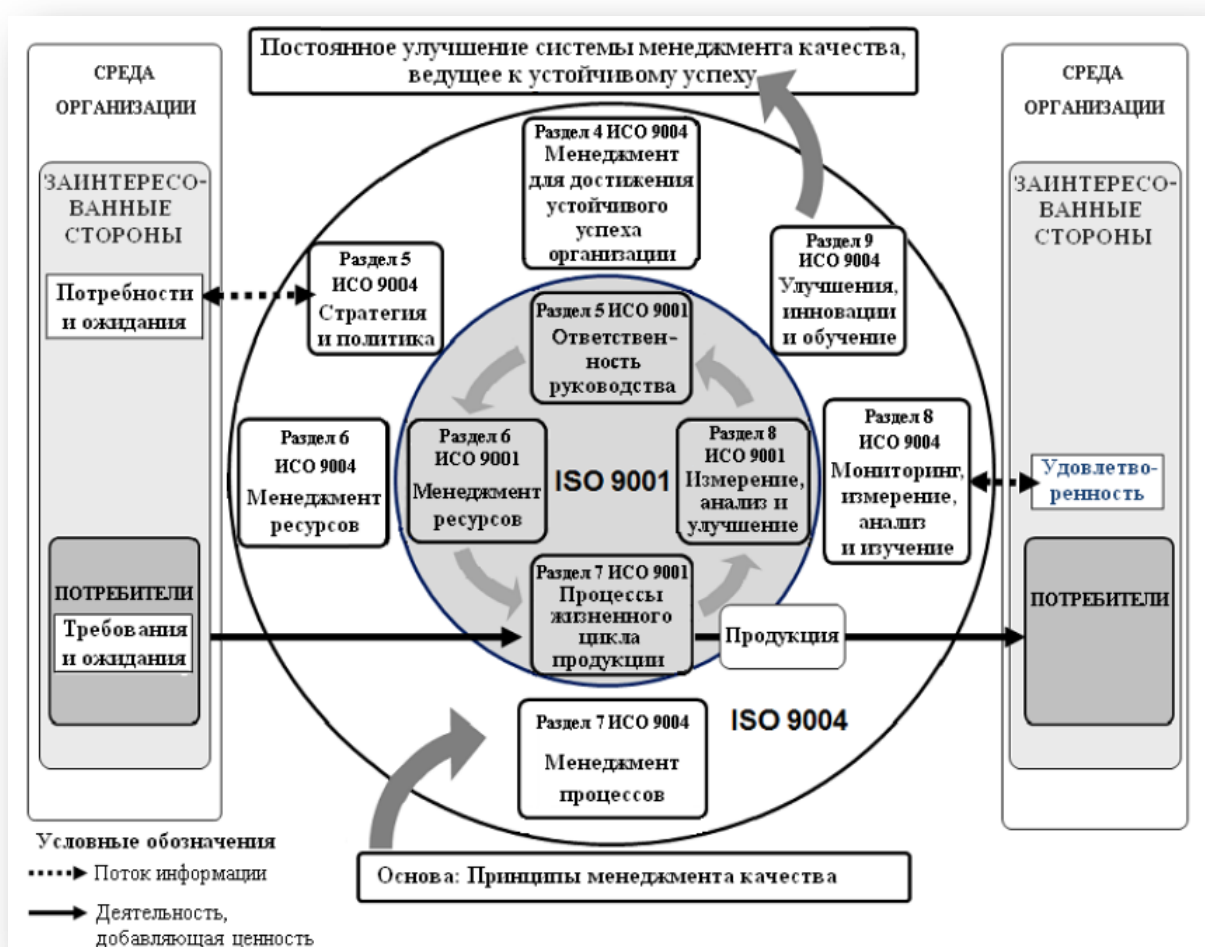 Постоянное улучшение системы менеджмента качества,
ведущее к устойчивому успеху
СРЕДА
ОРГАНИЗАЦИИ
ЗАИНТЕРЕСО-
ВАННЫЕ
СТОРОНЫ
Потребности
и ожидания
ПОТРЕБИТЕЛИ
Требования
и ожидания
Раздел 4 ИСО 9004
Менеджмент
для достижения
устойчивого
успеха
организации
Раздел 5
ИСО 9004
Стратегия
и политика
Раздел 9
ИСО 9004
Улучшения,
инновации
и обучение
Раздел 5 ИСО 9001
Ответствен-
ность
руководства
Раздел 6
ИСО 9004
Менеджмент
ресурсов
Раздел 6
ИСО 9001
Менеджмент
ресурсов
ISO 9001
Раздел 8
ИСО 9001
Измерение,
анализ и
улучшение
Раздел 8
ИСО 9004
Мониторинг,
измерение,
анализ
и изучение
Раздел 7 ИСО 9001
Процессы
жизненного
цикла
продукции
Продукция
Раздел 7 ИСО 9004
Менеджмент
процессов
ISO 9004
СРЕДА
ОРГАНИЗАЦИИ
ЗАИНТЕРЕСО-
ВАННЫЕ
СТОРОНЫ
Удовлетво-
ренность
ПОТРЕБИТЕЛИ
Основа: Принципы менеджмента качества
Условные обозначения
Поток информации
Деятельность,
добавляющая ценность